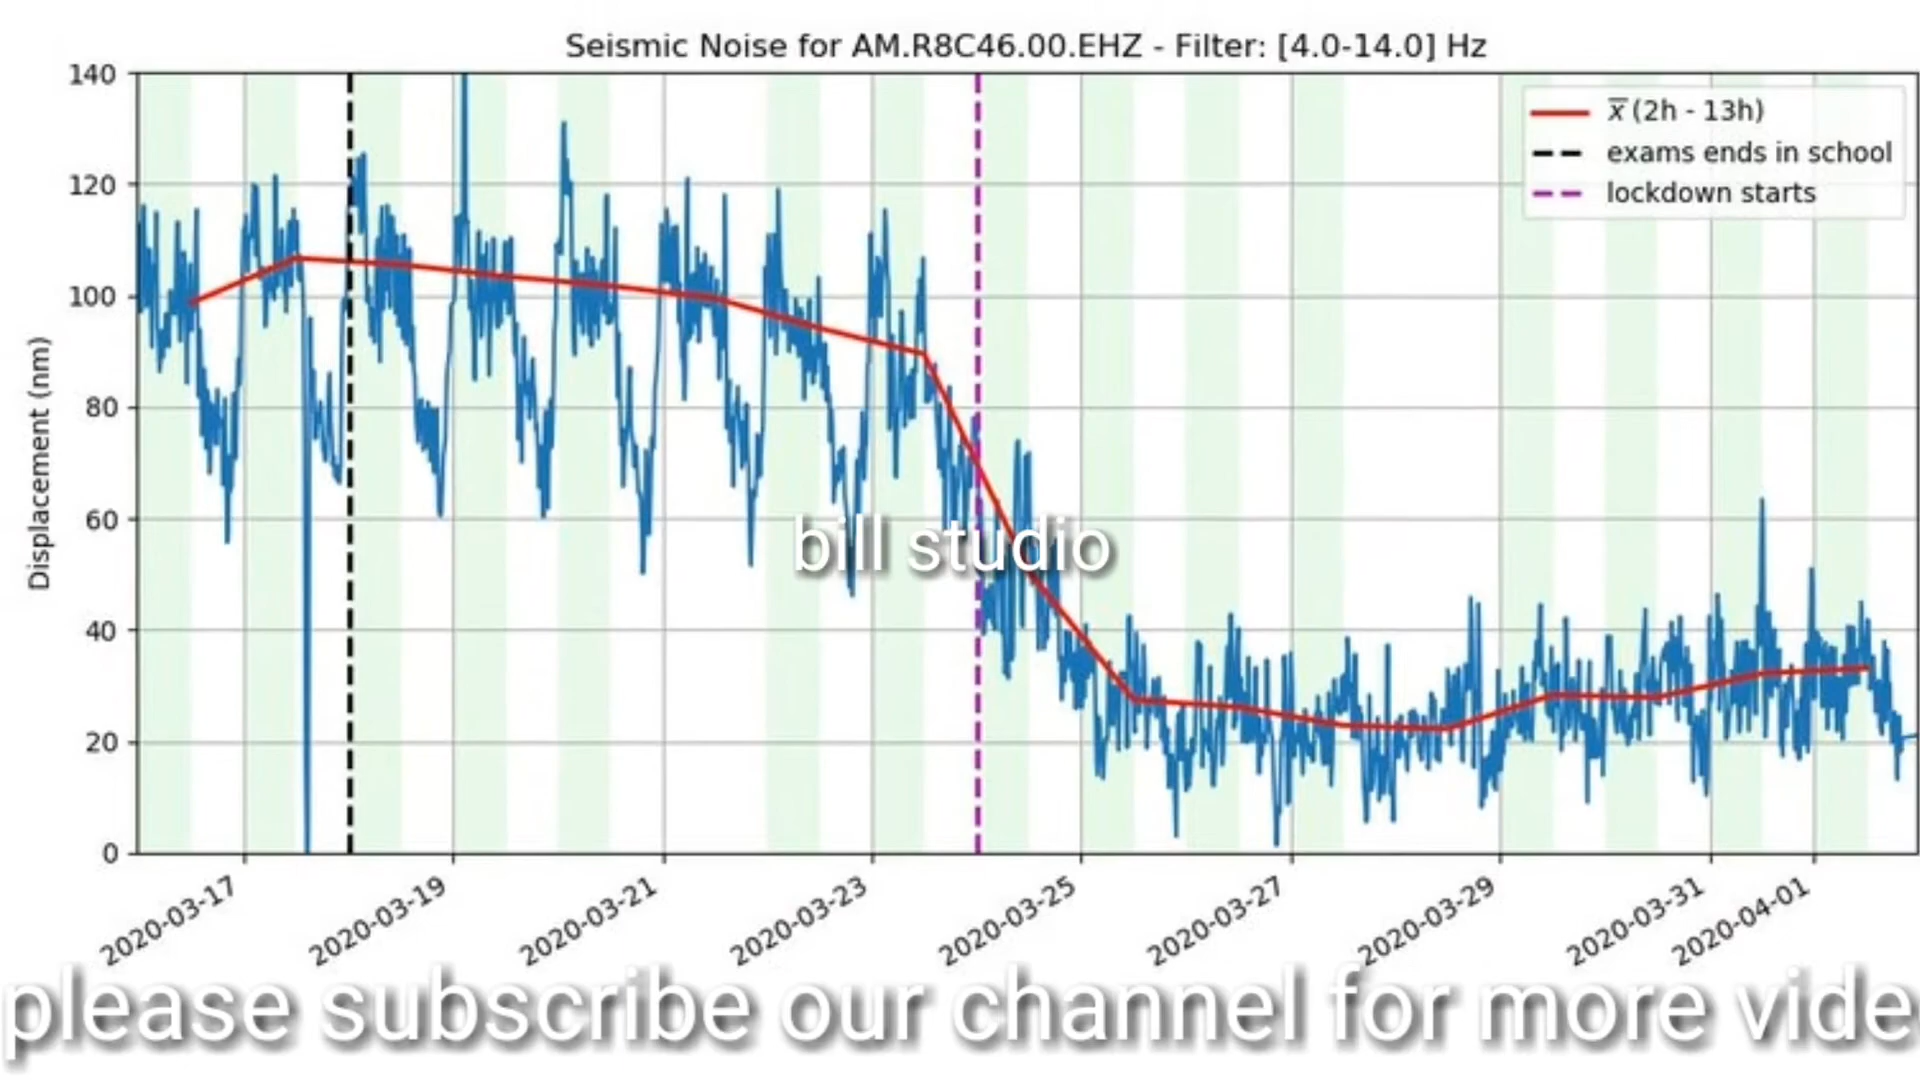 Seismic Noise for AM.R8C46.00.EHZ - Filter: [4.0-14.0] Hz
140
120
100
80
60
40
20
0
Displacement (nm)
x̅ (2h - 13h)
exams ends in school
lockdown starts
bill studio
2020-03-17
2020-03-19
2020-03-21
2020-03-23
2020-03-25
2020-03-27
2020-03-29
2020-03-31
2020-04-01
please subscribe our channel for more vide